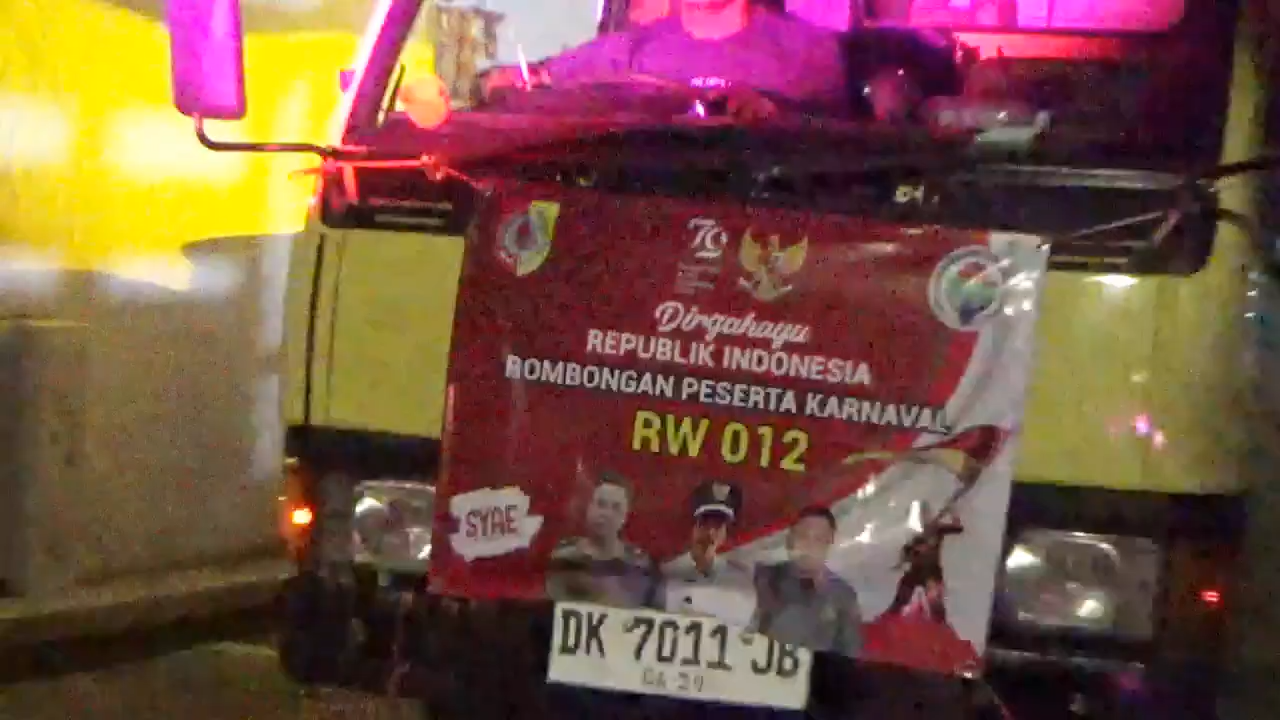 79
Dirgahayu
REPUBLIK INDONESIA
ROMBONGAN PESERTA KARNAVAL
RW 012
SYAE
DK 7011 JB